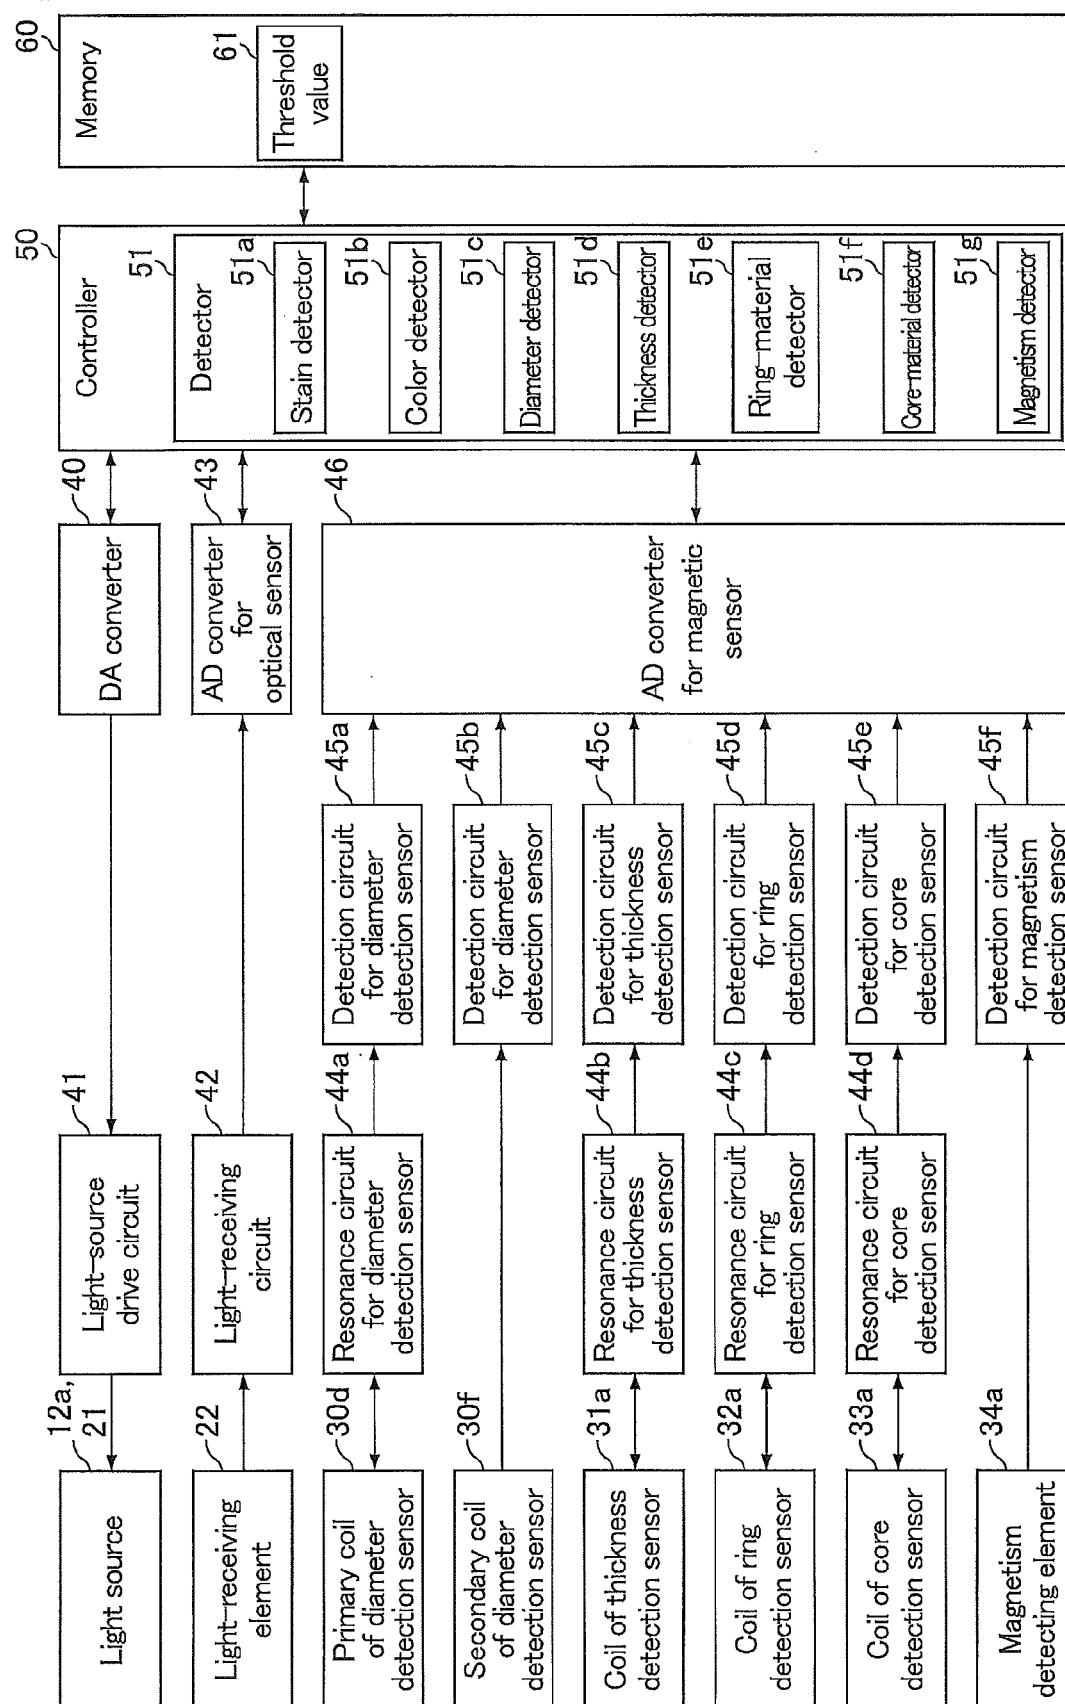 12a,
21
Light source
41
Light-source
drive circuit
40
DA converter
22
Light-receiving
element
42
Light-receiving
circuit
43
AD converter
for
optical sensor
30d
Primary coil
of diameter
detection sensor
44a
Resonance circuit
for diameter
detection sensor
45a
Detection circuit
for diameter
detection sensor
30f
Secondary coil
of diameter
detection sensor
45b
Detection circuit
for diameter
detection sensor
31a
Coil of thickness
detection sensor
44b
Resonance circuit
for thickness
detection sensor
45c
Detection circuit
for thickness
detection sensor
32a
Coil of ring
detection sensor
44c
Resonance circuit
for ring
detection sensor
45d
Detection circuit
for ring
detection sensor
33a
Coil of core
detection sensor
44d
Resonance circuit
for core
detection sensor
45e
Detection circuit
for core
detection sensor
34a
Magnetism
detecting element
45f
Detection circuit
for magnetism
detection sensor
46
AD converter
for magnetic
sensor
50
Controller
51
Detector
51a
Stain detector
51b
Color detector
51c
Diameter detector
51d
Thickness detector
51e
Ring-material
detector
51f
Core-material detector
51g
Magnetism detector
60
Memory
61
Threshold
value